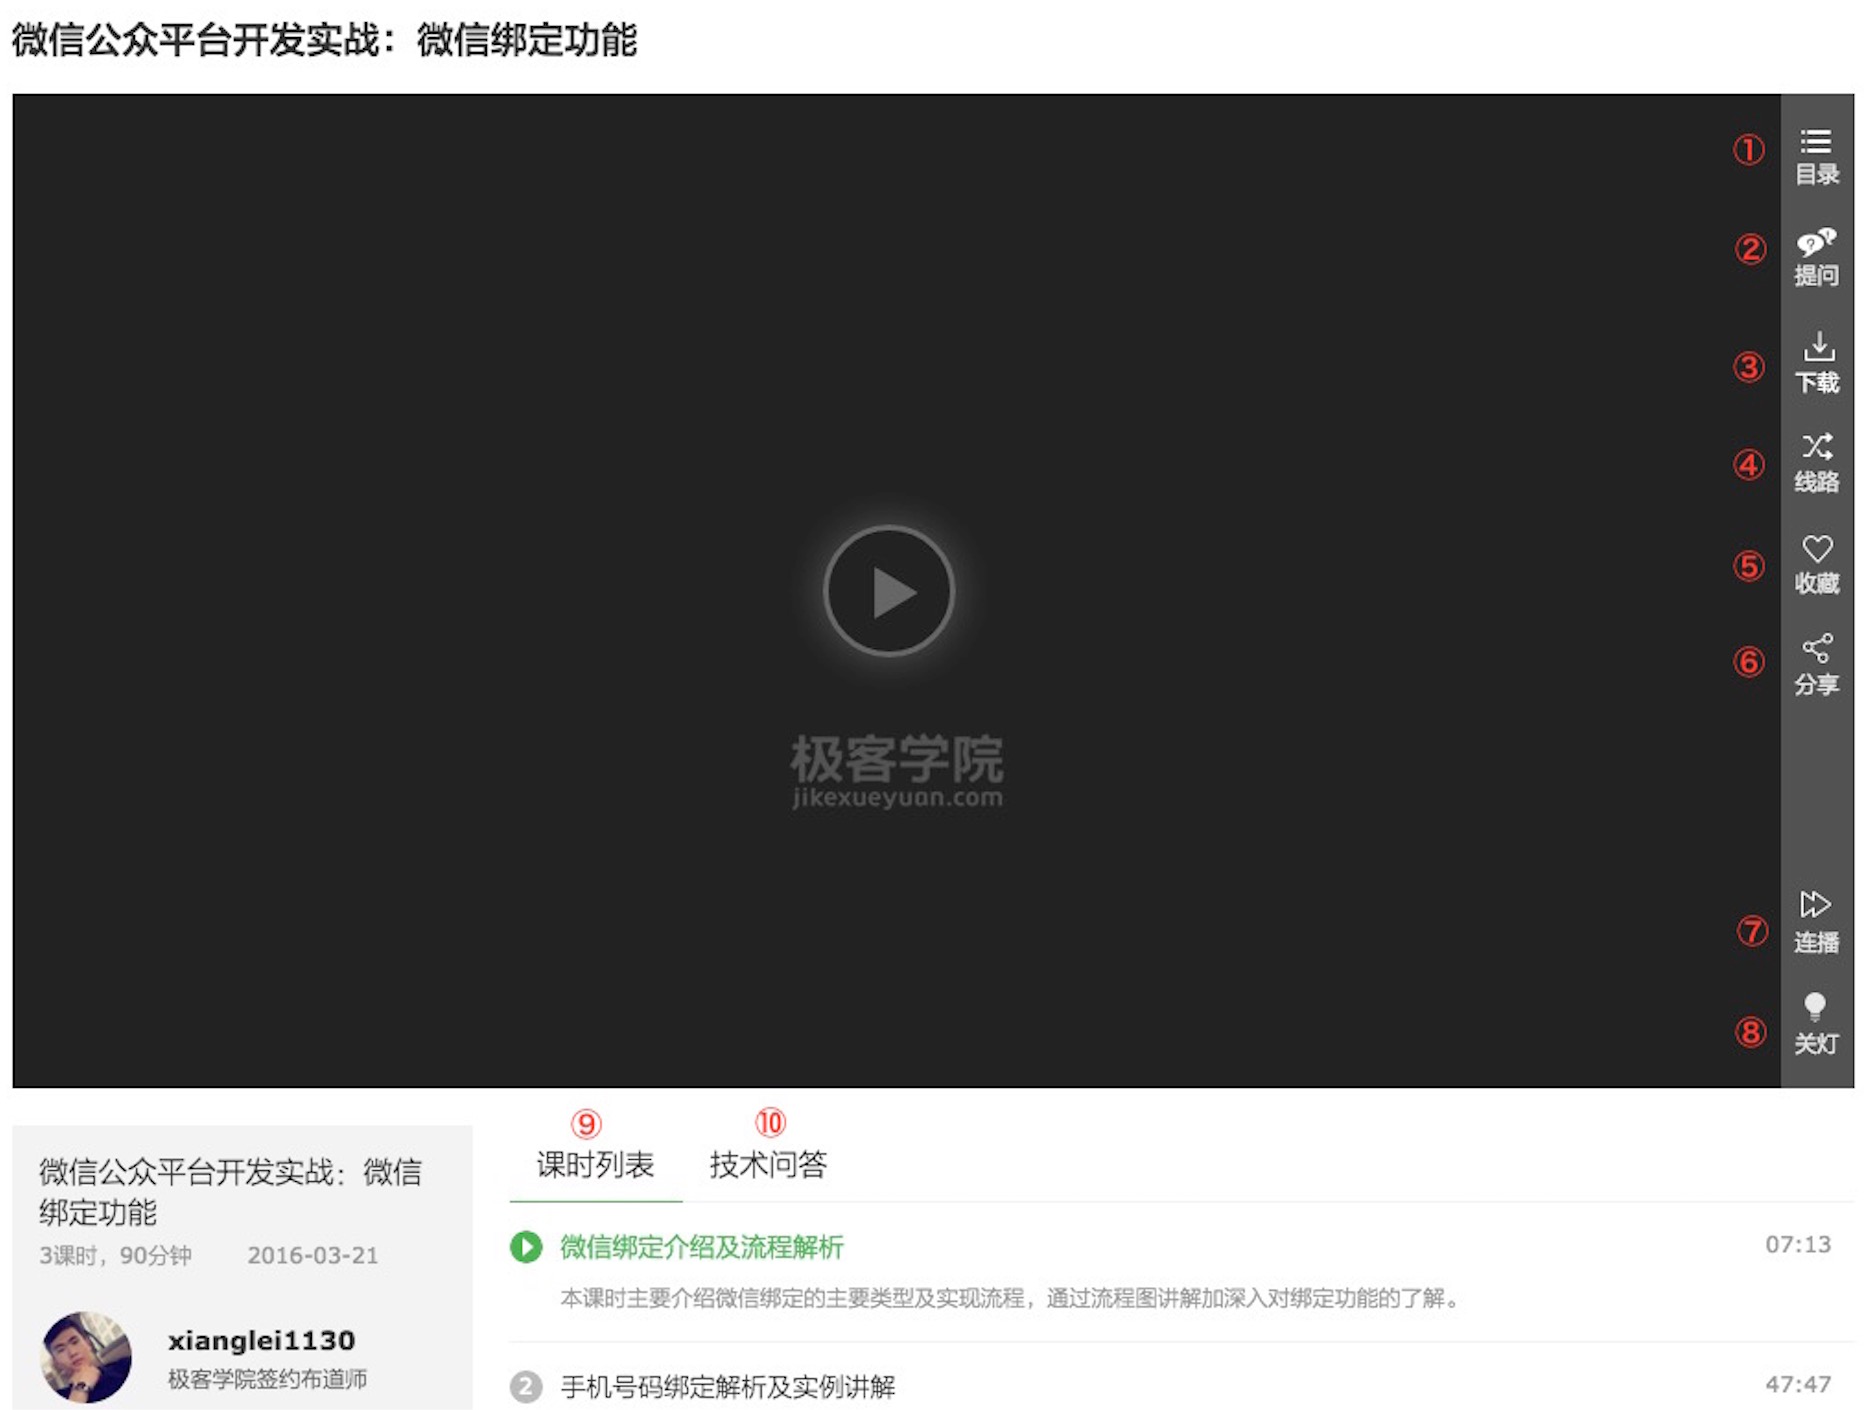 微信公众平台开发实战：微信绑定功能
① 目录
② 提问
③ 下载
④ 线路
⑤ 收藏
⑥ 分享
极客学院
jikexueyuan.com
⑦ 连播
⑧ 关灯
⑨ ⑩
课时列表 技术问答
微信公众平台开发实战：微信
绑定功能
3课时，90分钟 2016-03-21
xianglei1130
极客学院签约布道师
微信绑定介绍及流程解析 07:13
本课时主要介绍微信绑定的主要类型及实现流程，通过流程图讲解加深入对绑定功能的了解。
2 手机号码绑定解析及实例讲解 47:47